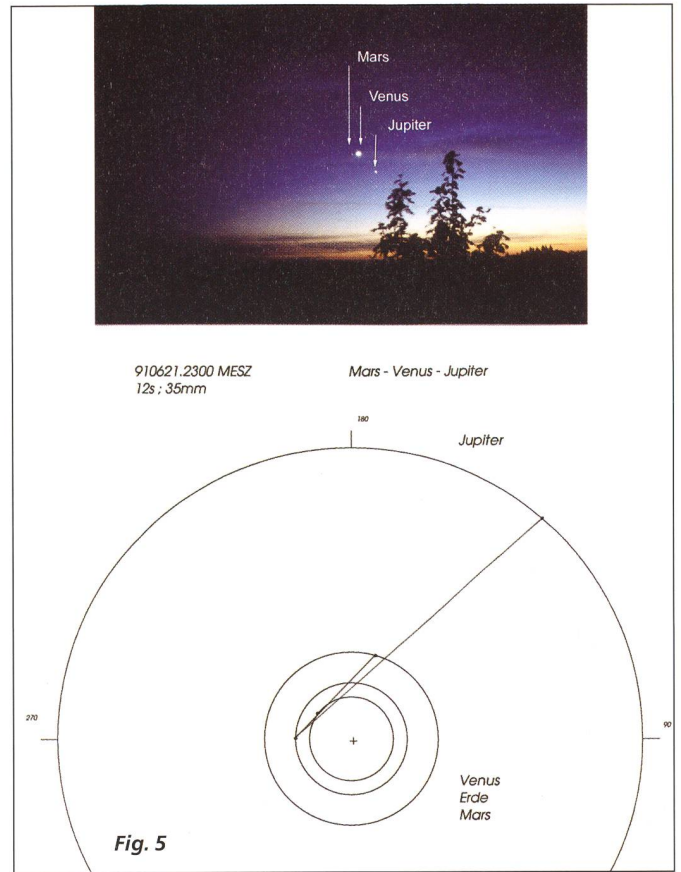 Mars
Venus
Jupiter
910621.2300 MESZ
12s ; 35mm
Mars - Venus - Jupiter
180
Jupiter
270
90
Venus
Erde
Mars
Fig. 5